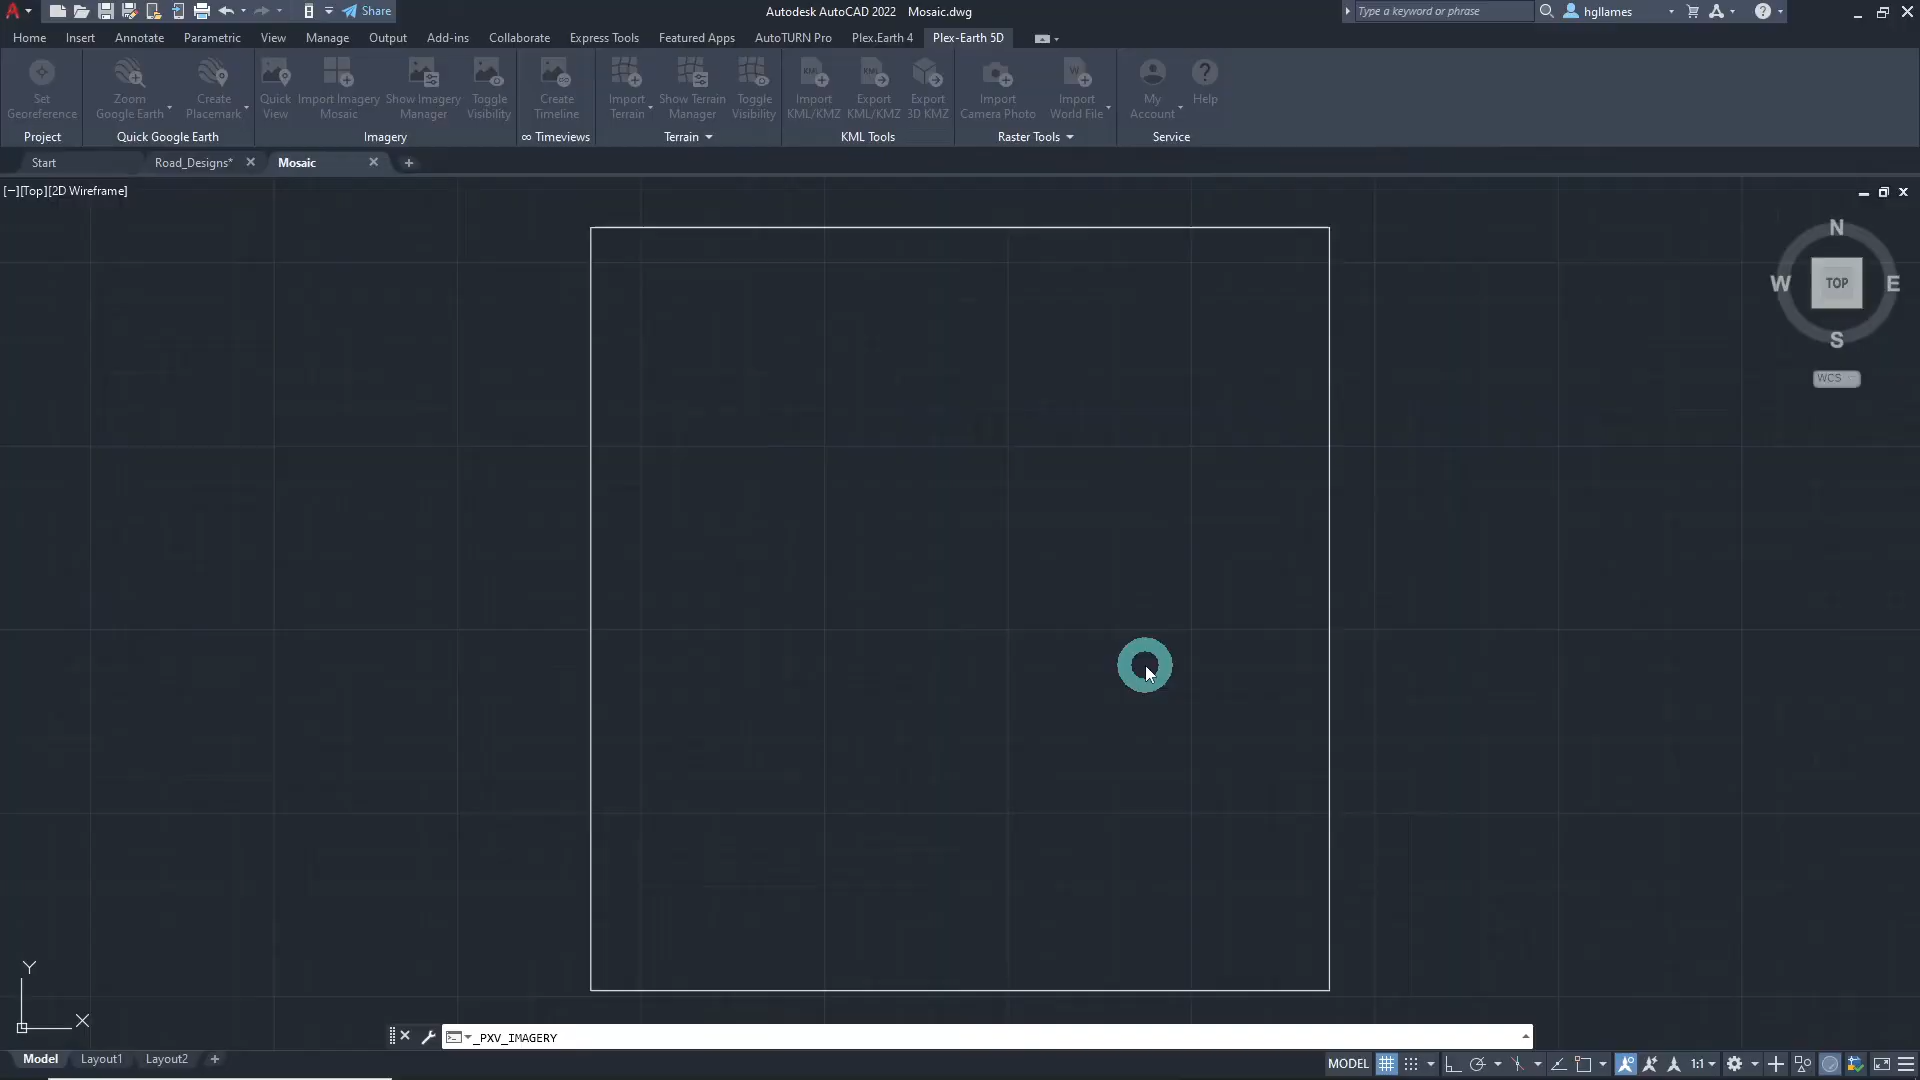 A Share Autodesk AutoCAD 2022 Mosaic.dwg Type a keyword or phrase hgllames ?
Home Insert Annotate Parametric View Manage Output Add-ins Collaborate Express Tools Featured Apps AutoTURN Pro Plex.Earth 4 Plex-Earth 5D
Set Georeference
Zoom Google Earth
Create Placemark
Quick View
Import Imagery Mosaic
Show Imagery Manager
Toggle Visibility
Create Timeline
Import Terrain
Show Terrain Manager
Toggle Visibility
KML Import KML/KMZ
KML Export KML/KMZ
Export 3D KMZ
Import Camera Photo
W Import World File
My Account
? Help
Project Quick Google Earth Imagery ∞ Timeviews Terrain KML Tools Raster Tools Service
Start Road_Designs* Mosaic
[−][Top][2D Wireframe]
N
W TOP E
S
WCS
Y
X
_PXV_IMAGERY
Model Layout1 Layout2 + MODEL 1:1